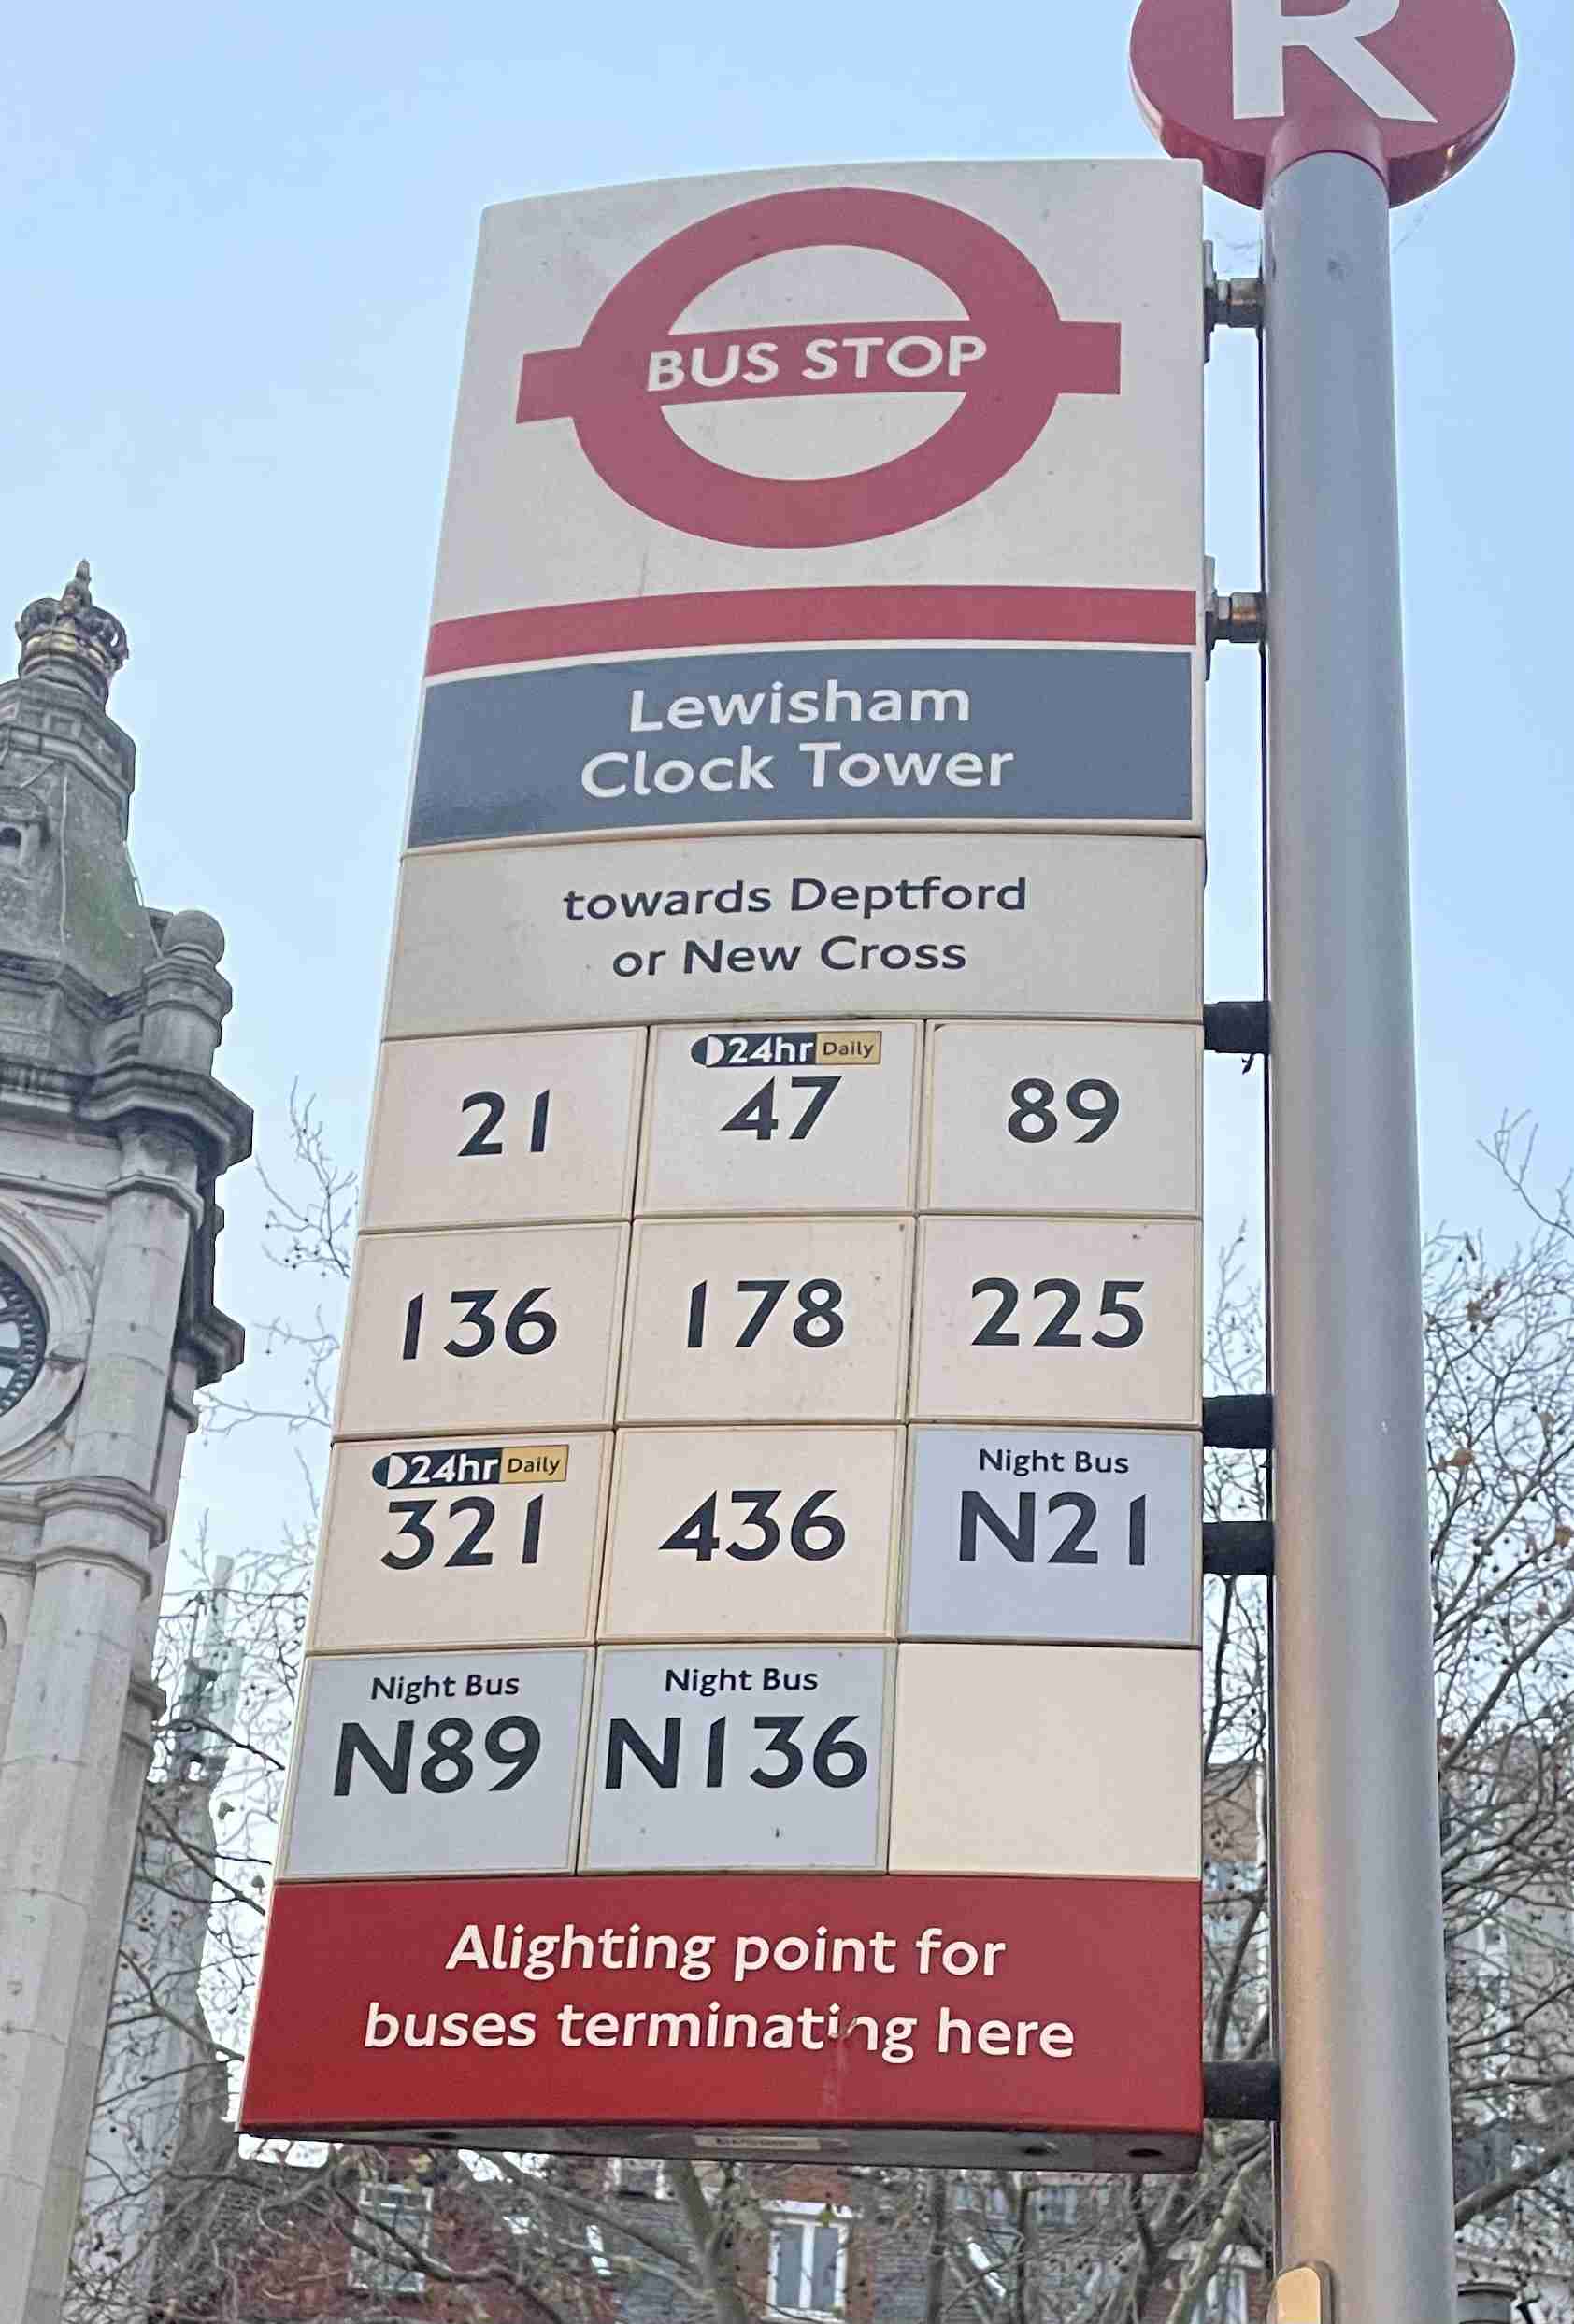 R
BUS STOP
Lewisham
Clock Tower
towards Deptford
or New Cross
21
24hr Daily
47
89
136
178
225
24hr Daily
321
436
Night Bus
N21
Night Bus
N89
Night Bus
N136
Alighting point for
buses terminating here